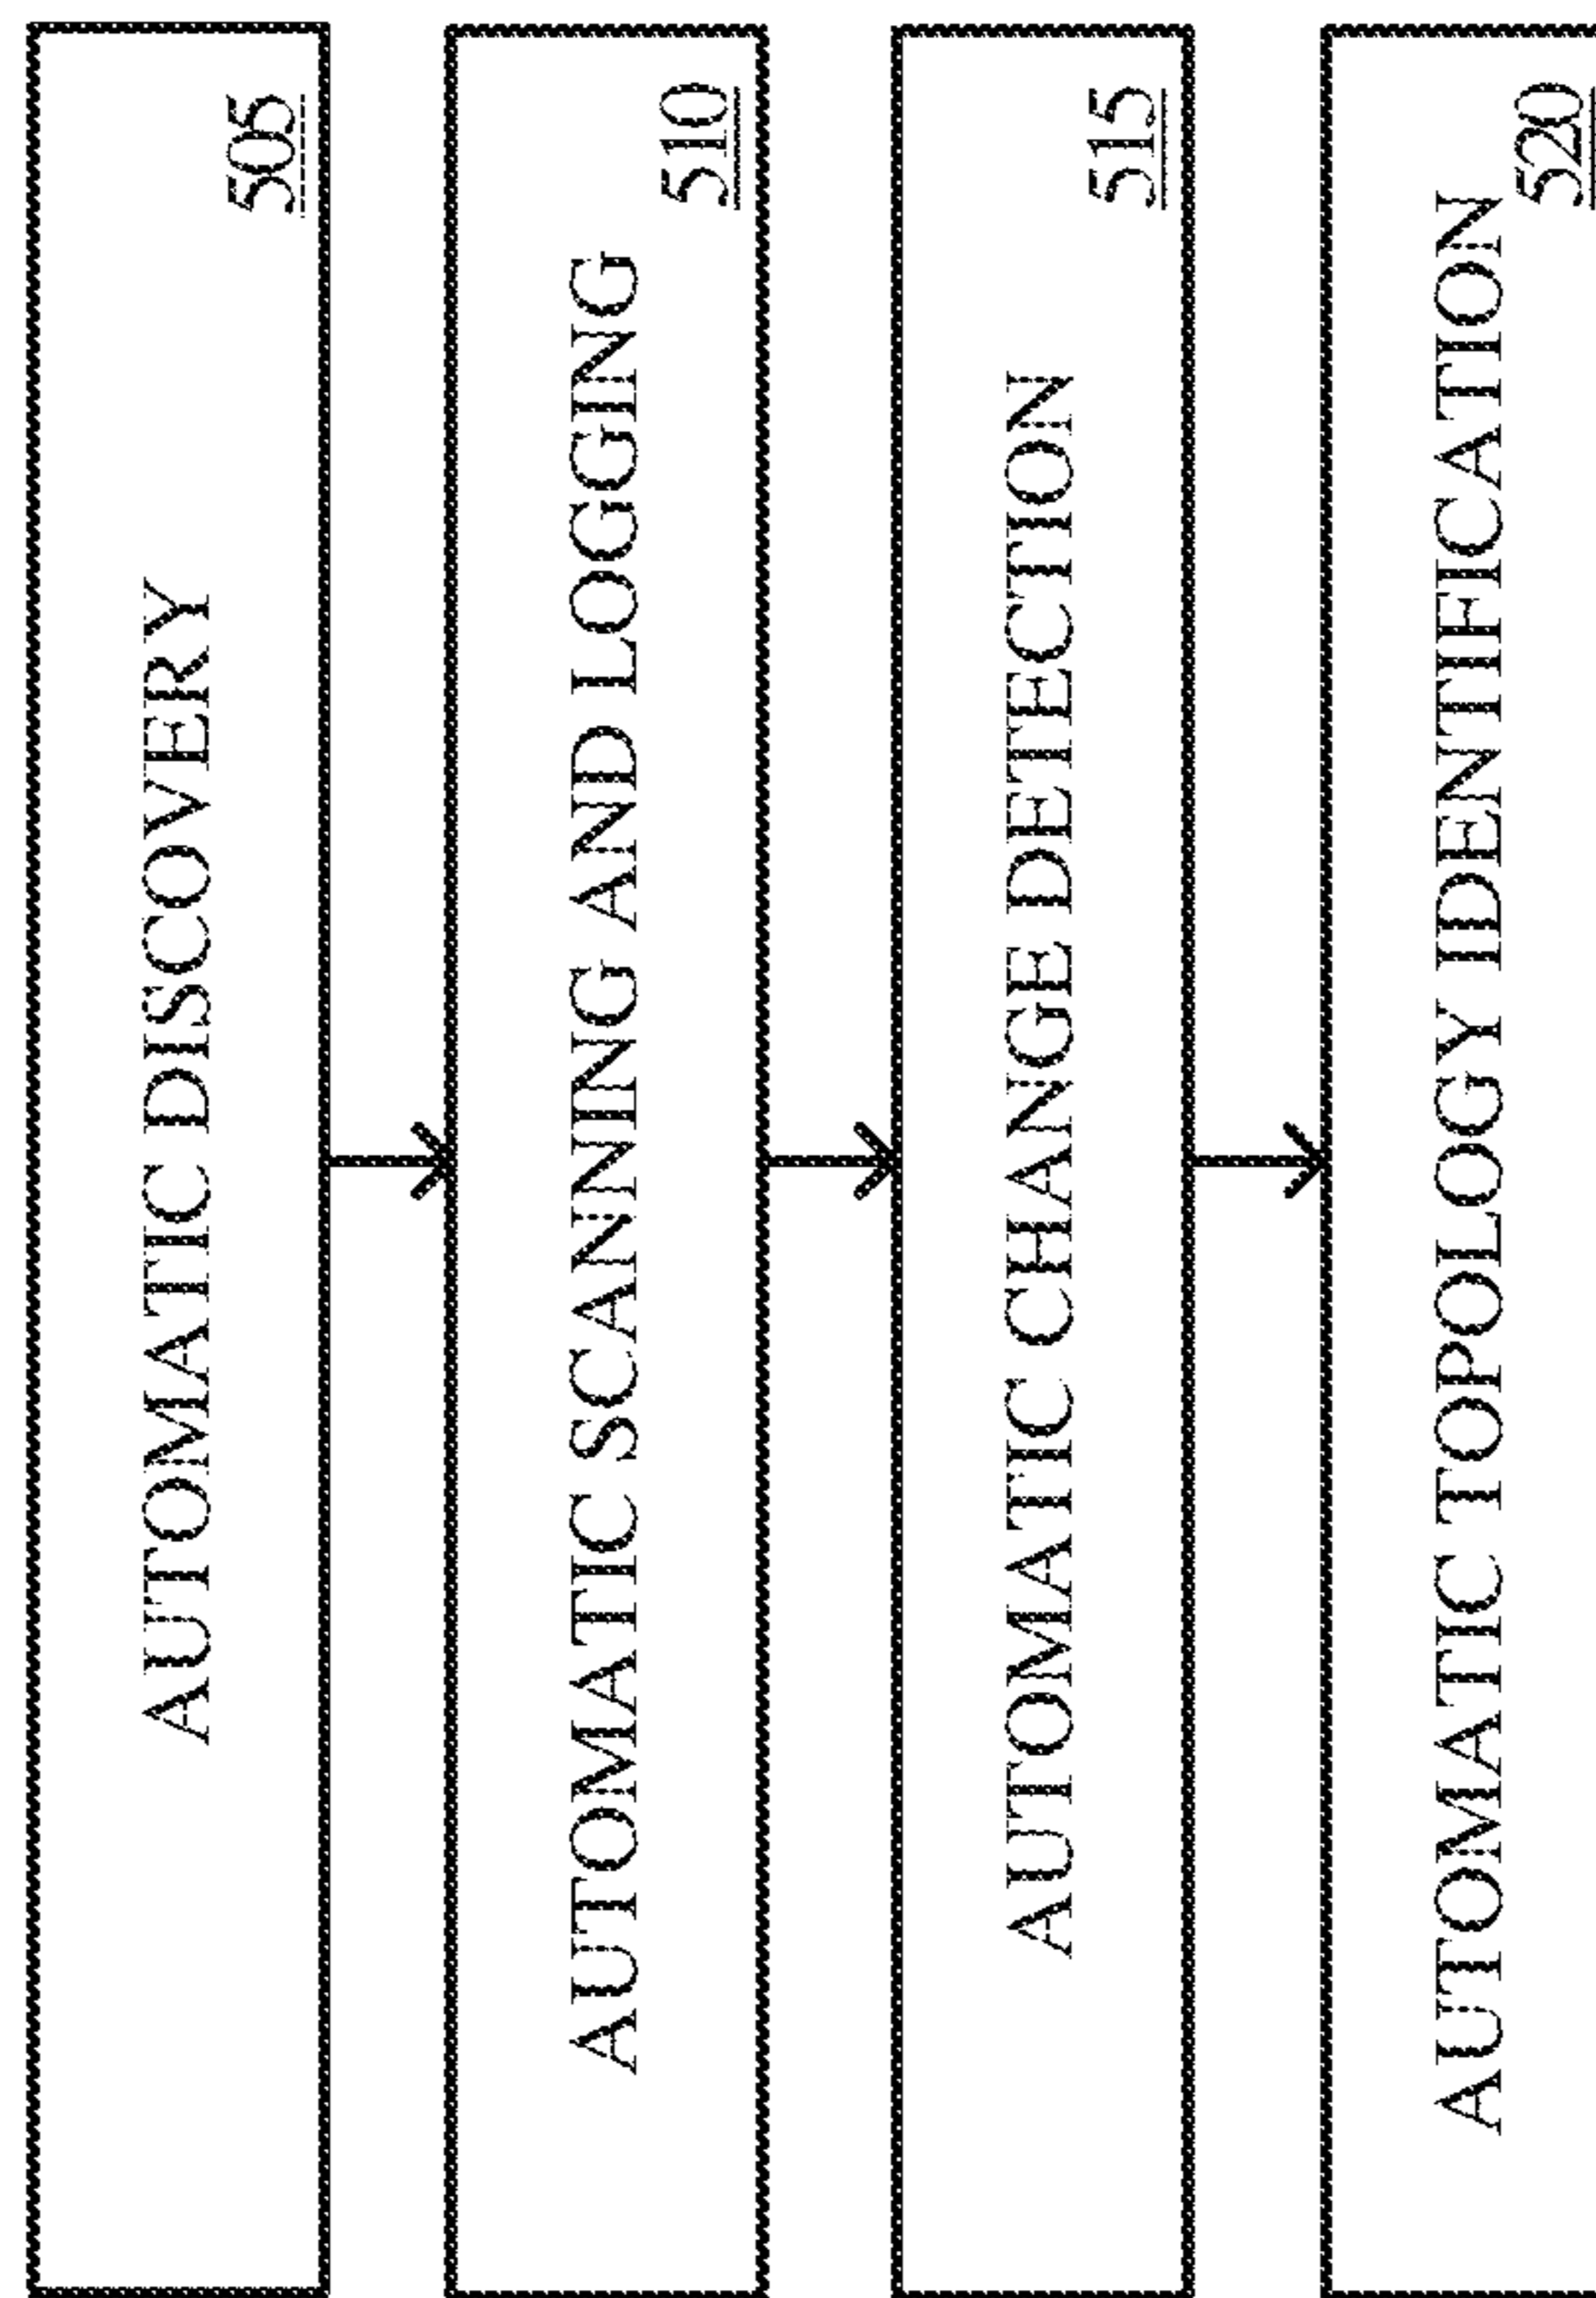 AUTOMATIC DISCOVERY
505
AUTOMATIC SCANNING AND LOGGING
510
AUTOMATIC CHANGE DETECTION
515
AUTOMATIC TOPOLOGY IDENTIFICATION
520